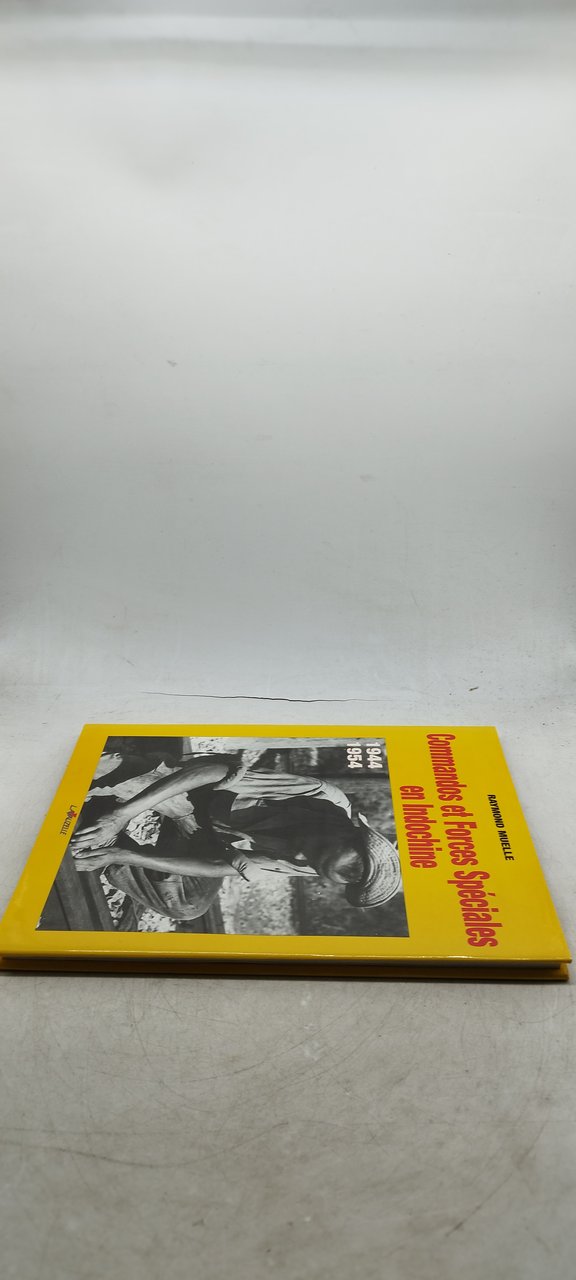 RAYMOND MUELLE
Commandos et Forces Spéciales
en Indochine
1944
1954
LAVAUZELLE